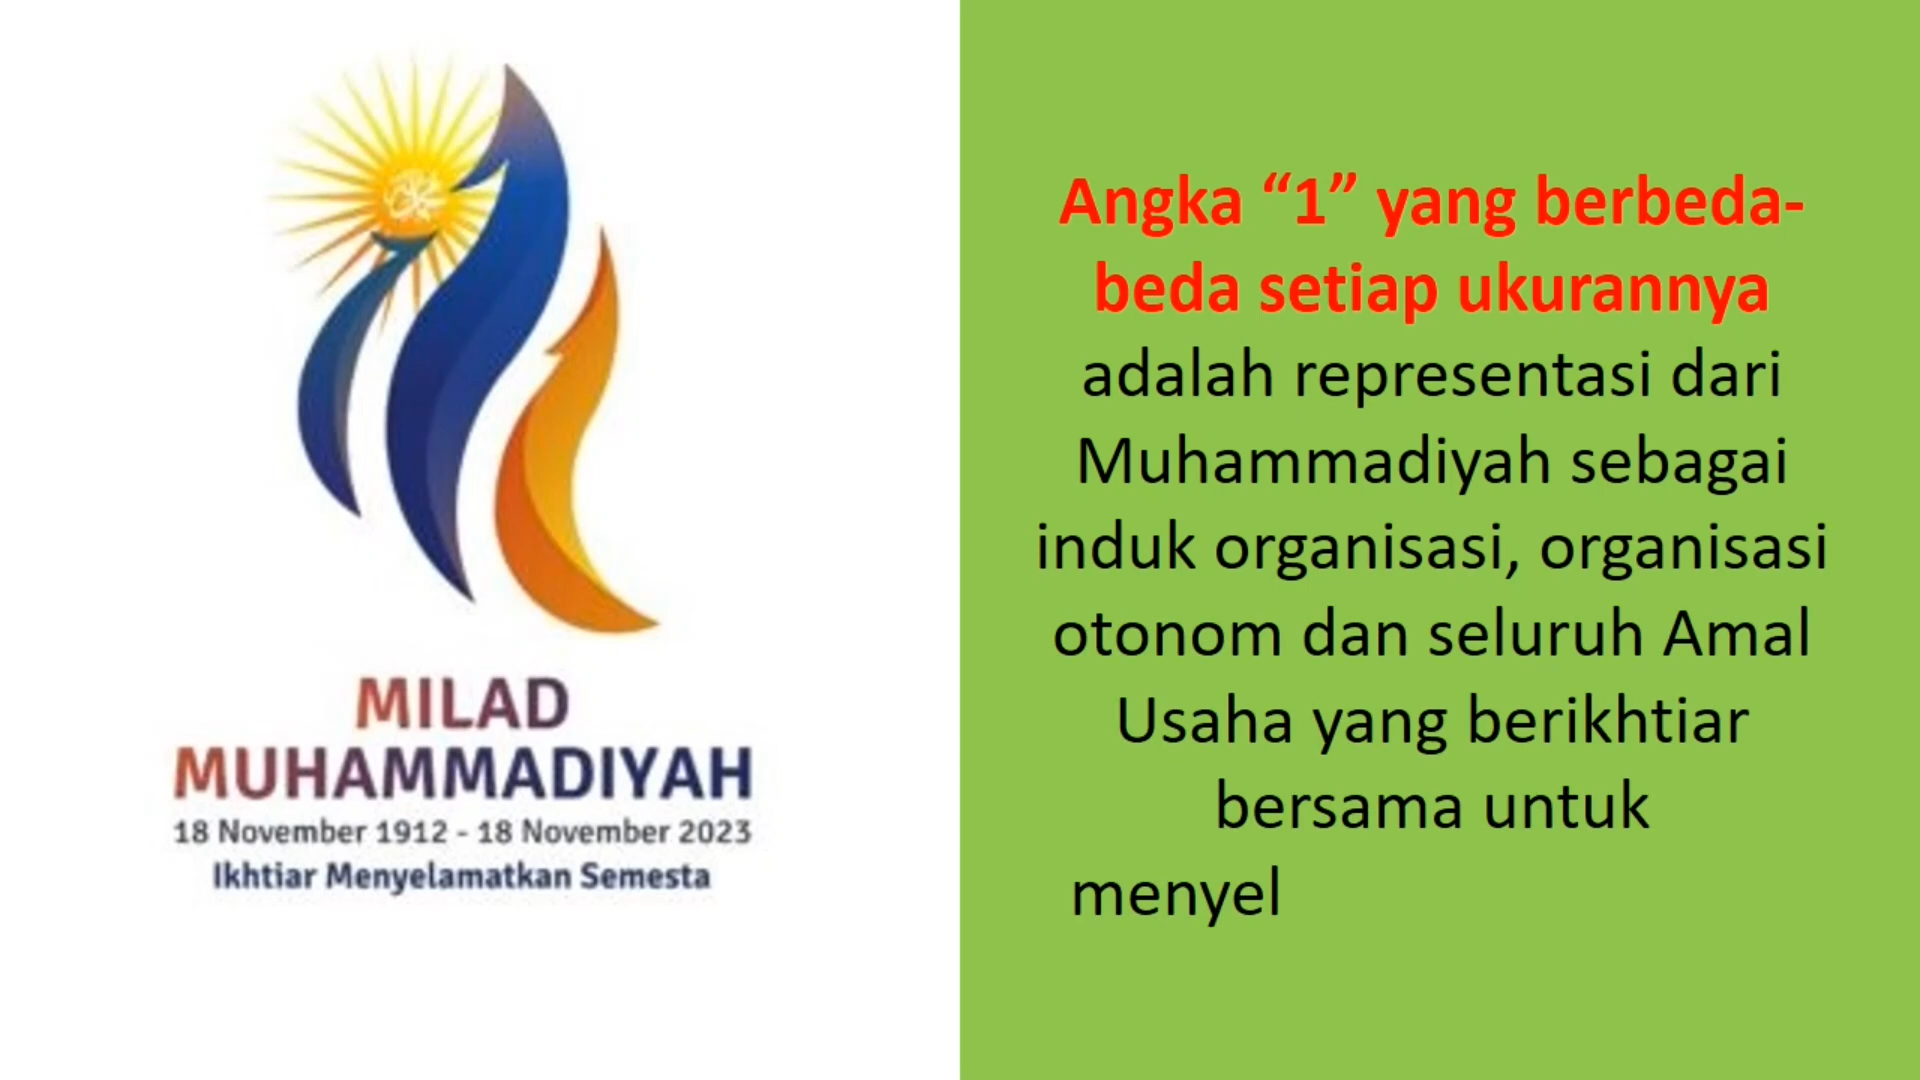 MILAD
MUHAMMADIYAH
18 November 1912 - 18 November 2023
Ikhtiar Menyelamatkan Semesta
Angka “1” yang berbeda-
beda setiap ukurannya
adalah representasi dari
Muhammadiyah sebagai
induk organisasi, organisasi
otonom dan seluruh Amal
Usaha yang berikhtiar
bersama untuk
menyel